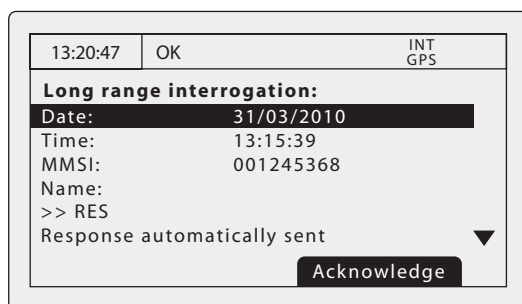 13:20:47 OK INT
GPS
Long range interrogation:
Date: 31/03/2010
Time: 13:15:39
MMSI: 001245368
Name:
>> RES
Response automatically sent
Acknowledge